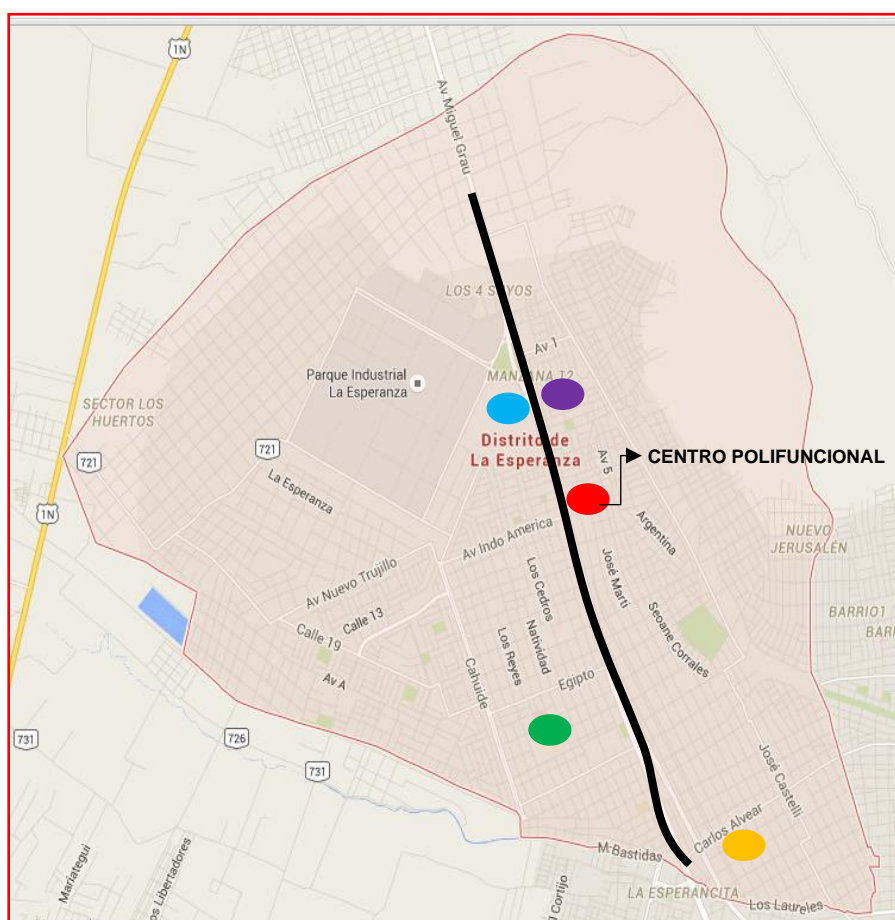 1N
Av Miguel Grau
LOS 4 SUYOS
Av 1
Parque Industrial
La Esperanza
MANZANA 12
SECTOR LOS
HUERTOS
Distrito de
La Esperanza
721
721
Av 5
CENTRO POLIFUNCIONAL
La Esperanza
1N
Argentina
Av Indo America
NUEVO
JERUSALÉN
Los Cedros
José Martí
Av Nuevo Trujillo
Calle 13
Seoane Corrales
BARRIO1
BAR
Calle 19
Natividad
Los Reyes
Cahuide
Egipto
Av A
731
726
731
José Castelli
Carlos Alvear
M Bastidas
Mariategui
os Libertadores
l Cortijo
LA ESPERANCITA
Los Laureles